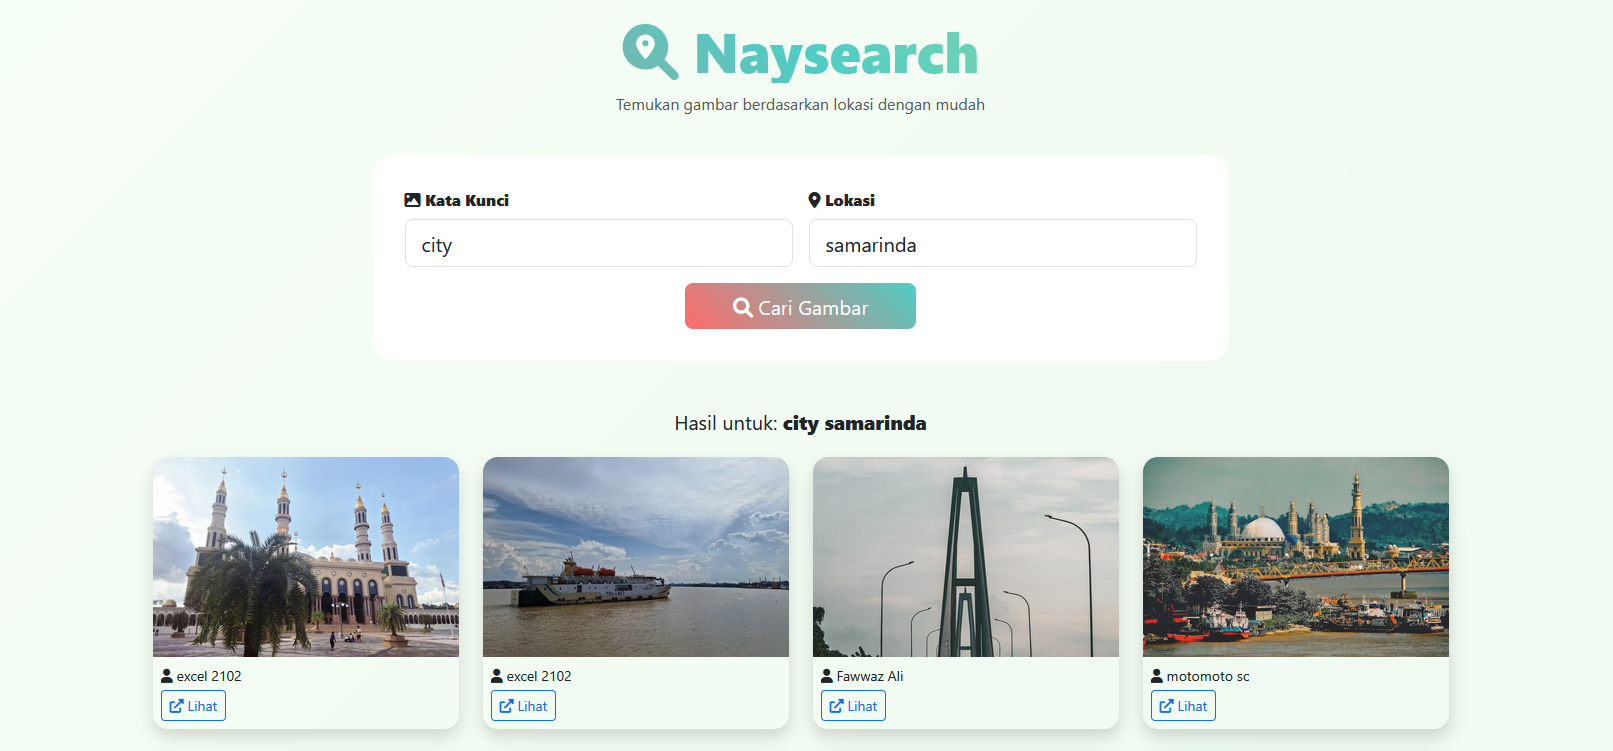 Naysearch
Temukan gambar berdasarkan lokasi dengan mudah
Kata Kunci
Lokasi
city
samarinda
Cari Gambar
Hasil untuk: city samarinda
excel 2102
Lihat
excel 2102
Lihat
Fawwaz Ali
Lihat
motomoto sc
Lihat